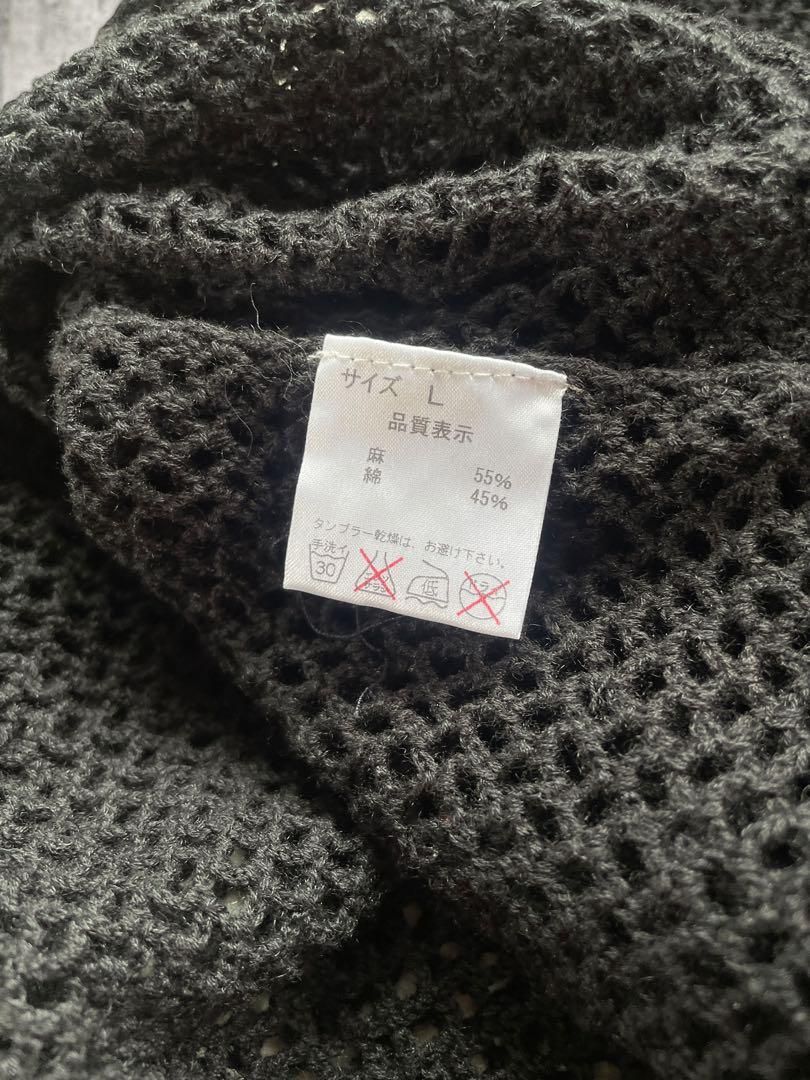 サイズ L
品質表示
麻 55%
綿 45%
タンブラー乾燥は、お避け下さい。
手洗イ
30
低